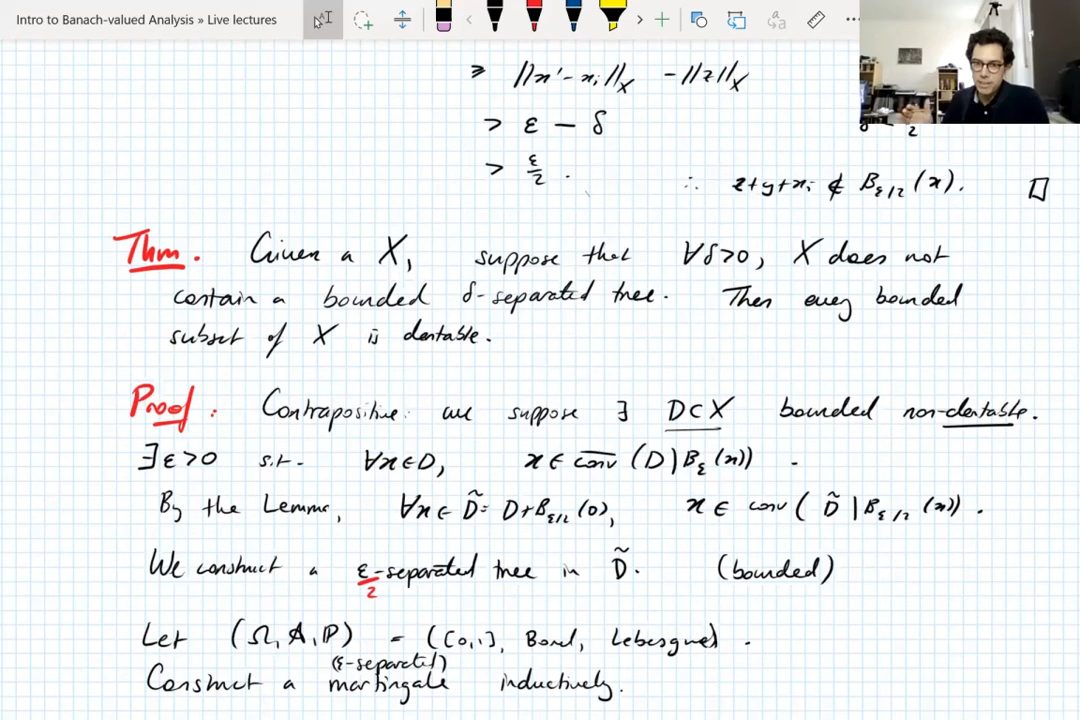 Intro to Banach-valued Analysis » Live lectures
≥ ||x'-x_i||_X - ||z||_X
> ε - δ
> ε/2 .
∴ z+y+x_i ∉ B_{ε/2}(x). □
Thm. Given a X, suppose that ∀δ>0, X does not
contain a bounded δ-separated tree. Then every bounded
subset of X is dentable.
Proof: Contrapositive: we suppose ∃ D⊂X bounded non-dentable.
∃ε>0 s.t. ∀x∈D, x ∈ \overline{conv} (D\B_ε(x)) .
By the Lemma, ∀x∈ D̃ = D+B_{ε/2}(0), x ∈ conv( D̃ \ B_{ε/2}(x)) .
We construct a ε/2-separated tree in D̃. (bounded)
Let (Ω, A, P) = ([0,1], Borel, Lebesgue) .
(ε-separated)
Construct a martingale inductively.